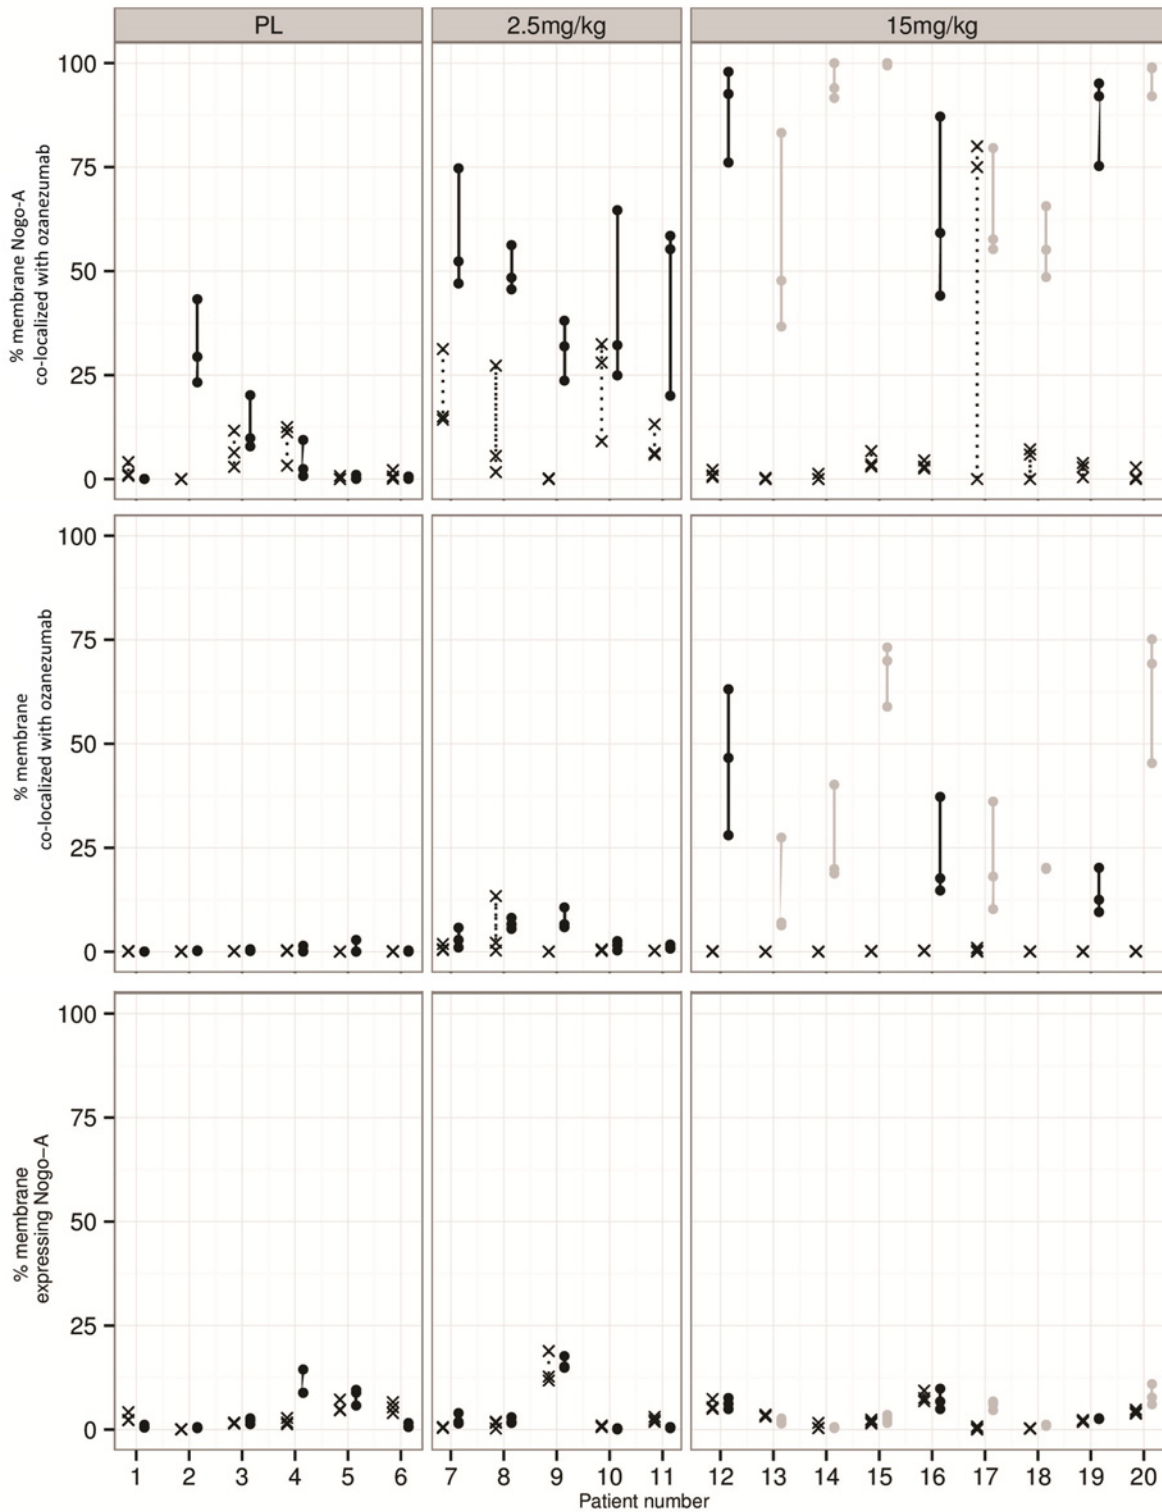 PL 2.5mg/kg 15mg/kg
% membrane Nogo-A
co-localized with ozanezumab
100
75
50
25
0
% membrane
co-localized with ozanezumab
100
75
50
25
0
% membrane
expressing Nogo-A
100
75
50
25
0
1 2 3 4 5 6 7 8 9 10 11 12 13 14 15 16 17 18 19 20
Patient number